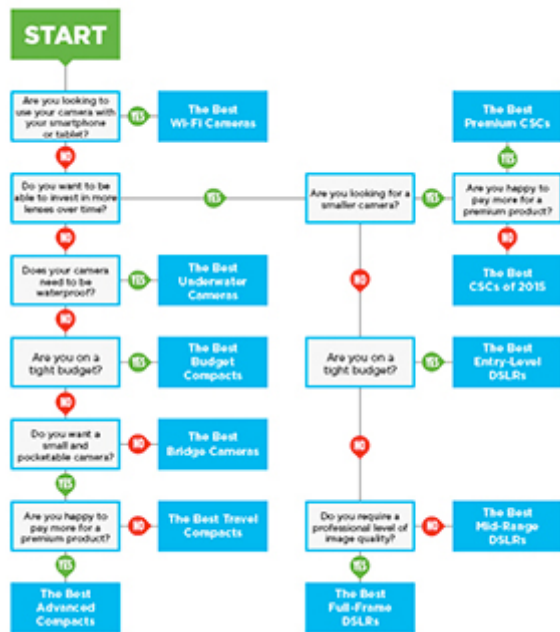 START
Are you looking to
use your camera with
your smartphone
or tablet?
YES
The Best
Wi-Fi Cameras
The Best
Premium CSCs
NO
YES
Do you want to be
able to invest in more
lenses over time?
YES
Are you looking for a
smaller camera?
YES
Are you happy to
pay more for a
premium product?
NO
NO
Does your camera
need to be
waterproof?
YES
The Best
Underwater
Cameras
NO
The Best
CSCs of 2015
NO
Are you on a
tight budget?
YES
The Best
Budget
Compacts
Are you on a
tight budget?
YES
The Best
Entry-Level
DSLRs
NO
Do you want a
small and
pocketable camera?
NO
The Best
Bridge Cameras
NO
YES
Are you happy to
pay more for a
premium product?
NO
The Best Travel
Compacts
Do you require a
professional level of
image quality?
NO
The Best
Mid-Range
DSLRs
YES
YES
The Best
Advanced
Compacts
The Best
Full-Frame
DSLRs